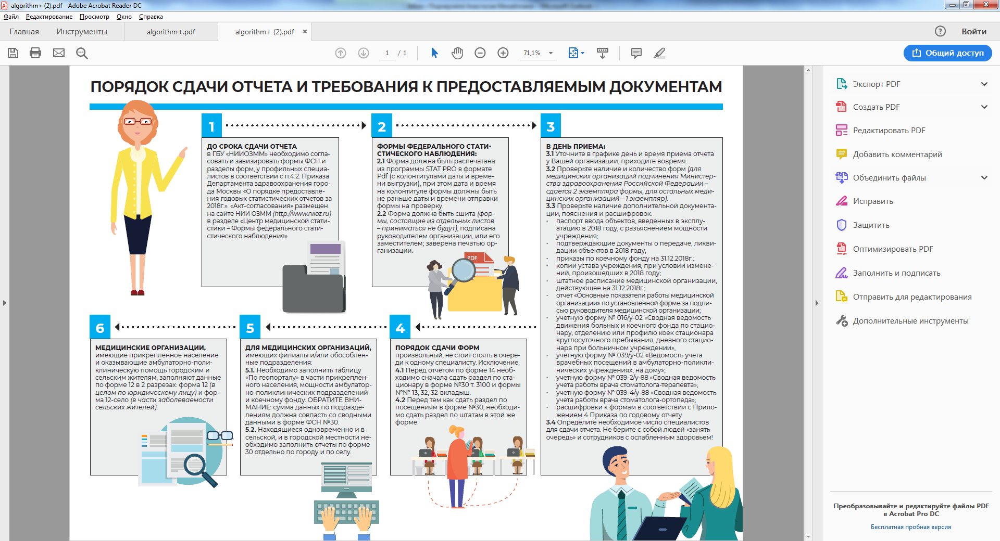 algorithm+ (2).pdf - Adobe Acrobat Reader DC
Файл Редактирование Просмотр Окно Справка
Главная Инструменты algorithm+.pdf algorithm+ (2).pdf × Войти
1 / 1 71,1% Общий доступ
ПОРЯДОК СДАЧИ ОТЧЕТА И ТРЕБОВАНИЯ К ПРЕДОСТАВЛЯЕМЫМ ДОКУМЕНТАМ
1
ДО СРОКА СДАЧИ ОТЧЕТА
в ГБУ «НИИОЗММ» необходимо согла-
совать и завизировать формы ФСН и
разделы форм, у профильных специа-
листов в соответствии с п.4.2. Приказа
Департамента здравоохранения горо-
да Москвы «О порядке предоставле-
ния годовых статистических отчетов за
2018г.». «Акт-согласования» размещен
на сайте НИИ ОЗММ (http://www.niioz.ru)
в разделе «Центр медицинской стати-
стики – Формы федерального стати-
стического наблюдения»
2
ФОРМЫ ФЕДЕРАЛЬНОГО СТАТИ-
СТИЧЕСКОГО НАБЛЮДЕНИЯ:
2.1 Форма должна быть распечатана
из программы STAT PRO в формате
Pdf (с колонтитулами даты и време-
ни выгрузки), при этом дата и время
на колонтитуле формы должны быть
не раньше даты и времени отправки
формы на проверку.
2.2 Форма должна быть сшита (фор-
мы, состоящие из отдельных листов
– приниматься не будут), подписана
руководителем организации, или его
заместителем; заверена печатью ор-
ганизации.
PDF
3
В ДЕНЬ ПРИЕМА:
3.1 Уточните в графике день и время приема отчета
у Вашей организации, приходите вовремя.
3.2 Проверьте наличие и количество форм (для
медицинских организаций подчинения Министер-
ства здравоохранения Российской Федерации –
сдается 2 экземпляра формы, для остальных меди-
цинских организаций – 1 экземпляр).
3.3 Проверьте наличие дополнительной документа-
ции, пояснения и расшифровок.
• паспорт ввода объектов, введенных в эксплу-
атацию в 2018 году, с разъяснением мощности
учреждения;
• подтверждающие документы о передаче, ликви-
дации объектов в 2018 году;
• приказы по коечному фонду на 31.12.2018г.;
• копии устава учреждения, при условии измене-
ний, произошедших в 2018 году;
• штатное расписание медицинской организации,
действующее на 31.12.2018г.;
• отчет «Основные показатели работы медицинской
организации» по установленной форме за подпи-
сью руководителя медицинской организации;
• учетную форму № 016/у-02 «Сводная ведомость
движения больных и коечного фонда по стацио-
нару, отделению или профилю коек стационара
круглосуточного пребывания, дневного стацио-
нара при больничном учреждении»,
• учетную форму № 039/у-02 «Ведомость учета
врачебных посещений в амбулаторно-поликли-
нических учреждениях, на дому»;
• учетную форму № 039-2/у-88 «Сводная ведомость
учета работы врача стоматолога-терапевта»;
• учетную форму № 039-4/у-88 «Сводная ведомость
учета работы врача стоматолога-ортопеда»;
• расшифровки к формам в соответствии с Прило-
жением 4 Приказа по годовому отчету
3.4 Определите необходимое число специалистов
для сдачи отчета. Не берите с собой людей «занять
очередь» и сотрудников с ослабленным здоровьем!
4
ПОРЯДОК СДАЧИ ФОРМ
произвольный, не стоит стоять в очере-
ди к одному специалисту. Исключение:
4.1 Перед отчетом по форме 14 необ-
ходимо сначала сдать раздел по ста-
ционару в форме №30 т. 3100 и формы
№№ 13, 32, 32-вкладыш.
4.2 Перед тем как сдать раздел по
посещениям в форме №30, необходи-
мо сдать раздел по штатам в этой же
форме.
5
ДЛЯ МЕДИЦИНСКИХ ОРГАНИЗАЦИЙ,
имеющих филиалы и/или обособлен-
ные подразделения:
5.1. Необходимо заполнить таблицу
«По геопорталу» в части прикреплен-
ного населения, мощности амбулатор-
но-поликлинических подразделений
и коечному фонду. ОБРАТИТЕ ВНИ-
МАНИЕ: сумма данных по подразде-
лениям должна совпасть со сводными
данными в форме ФСН №30.
5.2. Находящиеся одновременно и в
сельской, и в городской местности не-
обходимо заполнить отчеты по форме
30 отдельно по городу и по селу.
6
МЕДИЦИНСКИЕ ОРГАНИЗАЦИИ,
имеющие прикрепленное население
и оказывающие амбулаторно-поли-
клиническую помощь городским и
сельским жителям, заполняют данные
по форме 12 в 2 разрезах: форма 12 (в
целом по юридическому лицу) и фор-
ма 12-село (в части заболеваемости
сельских жителей).
Экспорт PDF
Создать PDF
Редактировать PDF
Добавить комментарий
Объединить файлы
Исправить
Защитить
Оптимизировать PDF
Заполнить и подписать
Отправить для редактирования
Дополнительные инструменты
Преобразовывайте и редактируйте файлы PDF
в Acrobat Pro DC
Бесплатная пробная версия